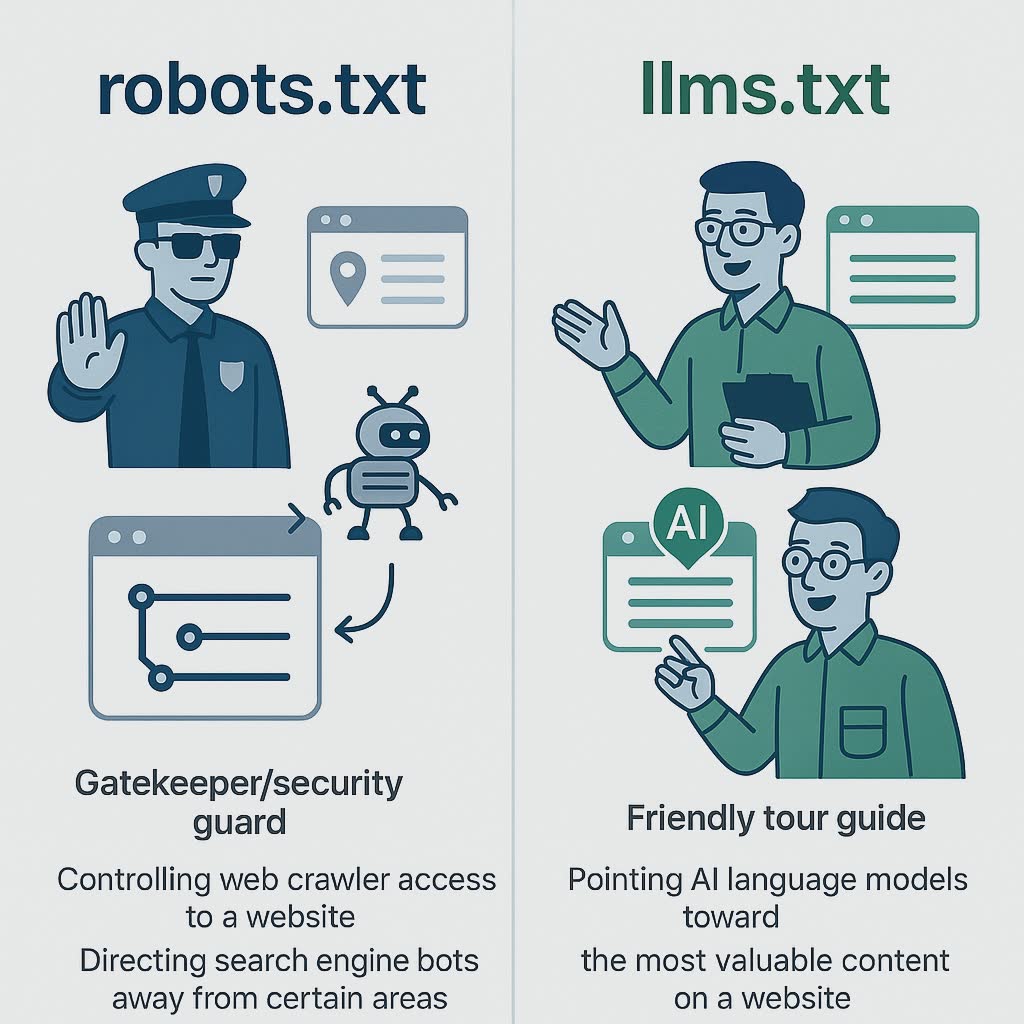 robots.txt
Gatekeeper/security
guard
Controlling web crawler access
to a website
Directing search engine bots
away from certain areas
llms.txt
AI
Friendly tour guide
Pointing AI language models
toward
the most valuable content
on a website